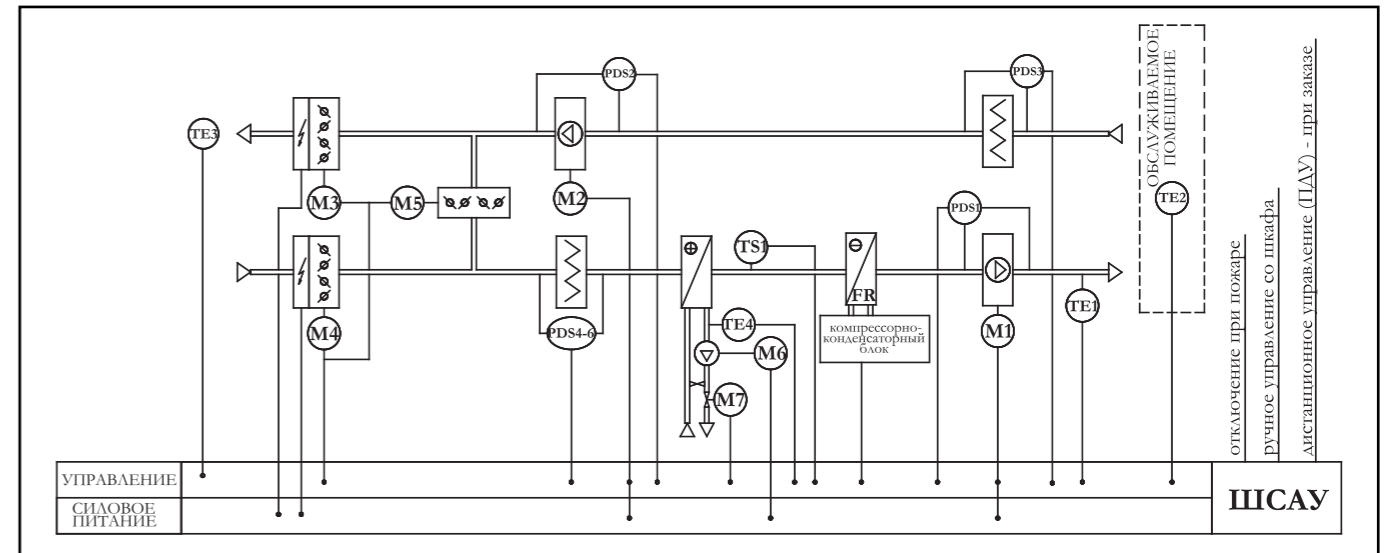 PDS2
PDS3
ОБСЛУЖИВАЕМОЕ
ПОМЕЩЕНИЕ
TE3
M3
M5
M2
TE2
PDS1
TS1
FR
TE1
M4
PDS4-6
TE4
M6
компрессорно-
конденсаторный
блок
M1
M7
отключение при пожаре
ручное управление со шкафа
дистанционное управление (ПДУ) - при заказе
УПРАВЛЕНИЕ
СИЛОВОЕ
ПИТАНИЕ
ШСАУ